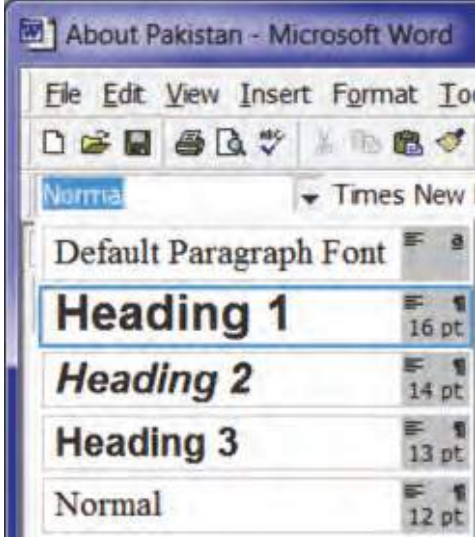 About Pakistan - Microsoft Word
File Edit View Insert Format Too
Normal Times New
Default Paragraph Font a
Heading 1 ¶
16 pt
Heading 2 ¶
14 pt
Heading 3 ¶
13 pt
Normal ¶
12 pt